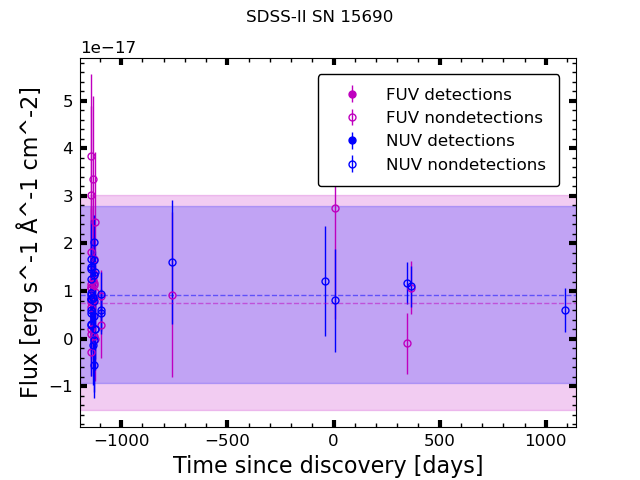 SDSS-II SN 15690
1e−17
FUV detections
FUV nondetections
NUV detections
NUV nondetections
5
4
3
2
1
0
−1
Flux [erg s^-1 Å^-1 cm^-2]
−1000 −500 0 500 1000
Time since discovery [days]